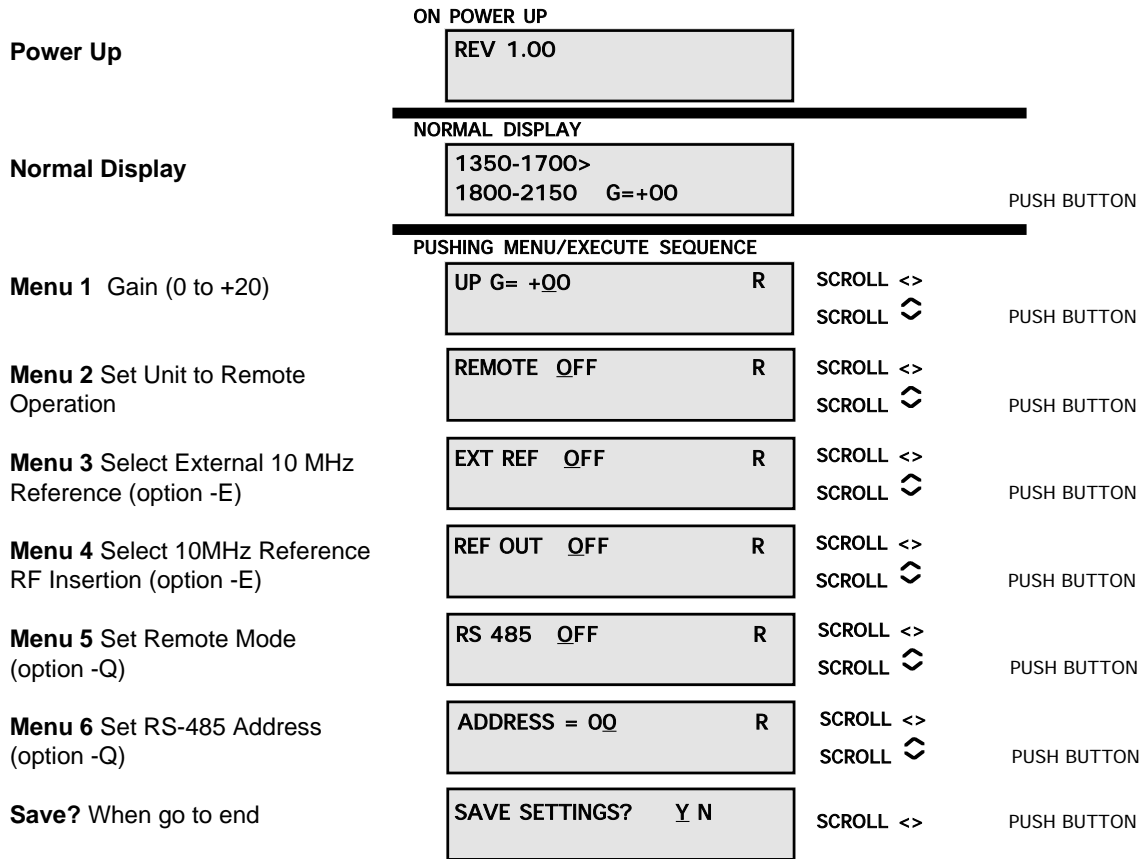 ON POWER UP
Power Up
REV 1.00
NORMAL DISPLAY
Normal Display
1350-1700>
1800-2150 G=+00
PUSH BUTTON
PUSHING MENU/EXECUTE SEQUENCE
Menu 1 Gain (0 to +20)
UP G= +00 R
SCROLL <>
SCROLL
PUSH BUTTON
Menu 2 Set Unit to Remote
Operation
REMOTE OFF R
SCROLL <>
SCROLL
PUSH BUTTON
Menu 3 Select External 10 MHz
Reference (option -E)
EXT REF OFF R
SCROLL <>
SCROLL
PUSH BUTTON
Menu 4 Select 10MHz Reference
RF Insertion (option -E)
REF OUT OFF R
SCROLL <>
SCROLL
PUSH BUTTON
Menu 5 Set Remote Mode
(option -Q)
RS 485 OFF R
SCROLL <>
SCROLL
PUSH BUTTON
Menu 6 Set RS-485 Address
(option -Q)
ADDRESS = 00 R
SCROLL <>
SCROLL
PUSH BUTTON
Save? When go to end
SAVE SETTINGS? Y N
SCROLL <>
PUSH BUTTON